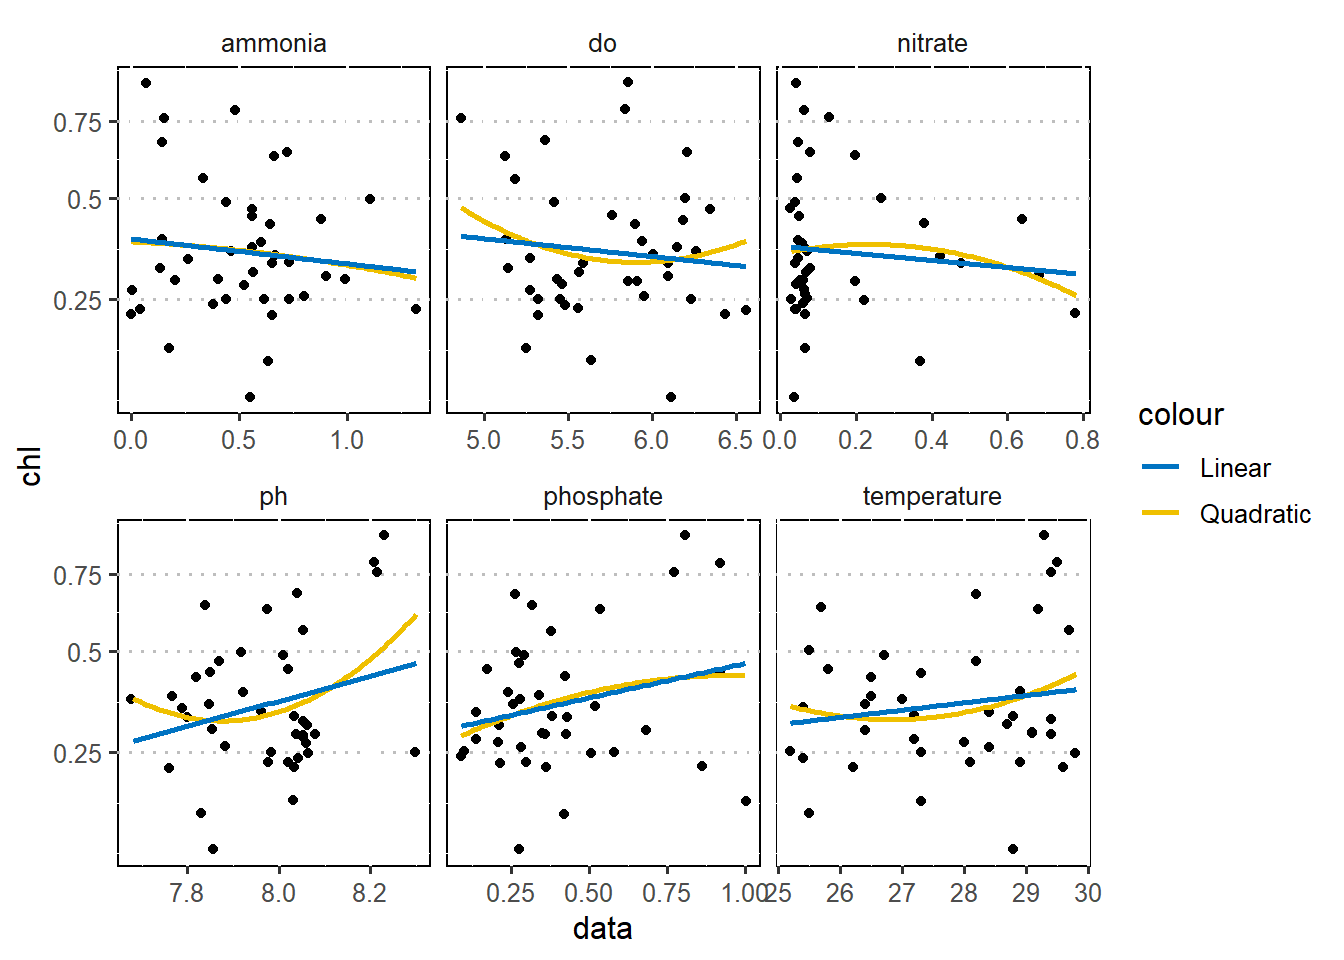 ammonia do nitrate
0.75
0.5
0.25
0.0 0.5 1.0 5.0 5.5 6.0 6.5 0.0 0.2 0.4 0.6 0.8
chl
ph phosphate temperature
0.75
0.5
0.25
7.8 8.0 8.2 0.25 0.50 0.75 1.00 25 26 27 28 29 30
data
colour
Linear
Quadratic